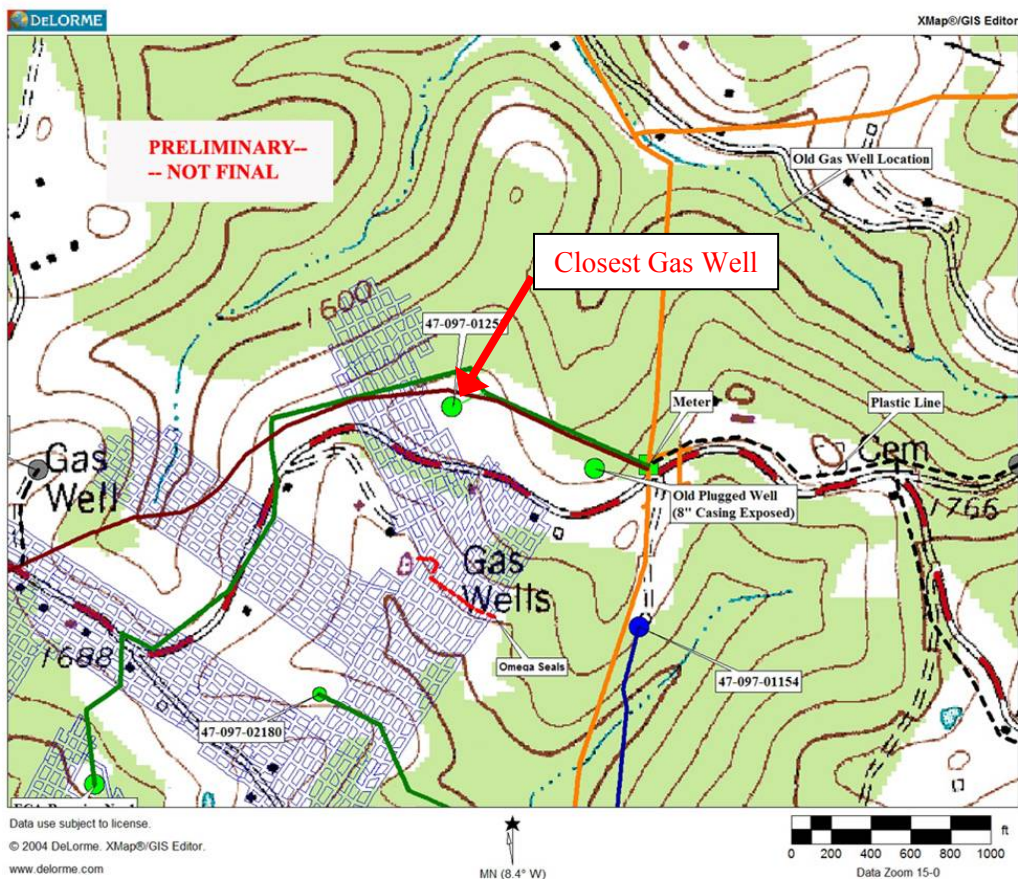 DELORME
XMap®/GIS Editor
PRELIMINARY--
-- NOT FINAL
Old Gas Well Location
Closest Gas Well
1600
47-097-0125
Meter
Plastic Line
Gas
Well
Cem
Old Plugged Well
(8" Casing Exposed)
1766
Gas
Wells
1688
Omega Seals
47-097-01154
47-097-02180
Data use subject to license.
© 2004 DeLorme. XMap®/GIS Editor.
www.delorme.com
MN (8.4° W)
ft
0 200 400 600 800 1000
Data Zoom 15-0